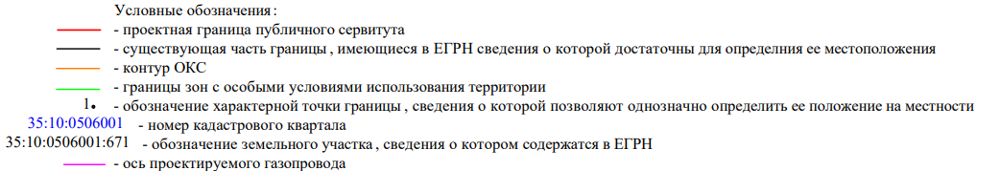 Условные обозначения:
- проектная граница публичного сервитута
- существующая часть границы, имеющиеся в ЕГРН сведения о которой достаточны для определния ее местоположения
- контур ОКС
- границы зон с особыми условиями использования территории
1. - обозначение характерной точки границы, сведения о которой позволяют однозначно определить ее положение на местности
35:10:0506001 - номер кадастрового квартала
35:10:0506001:671 - обозначение земельного участка, сведения о котором содержатся в ЕГРН
- ось проектируемого газопровода